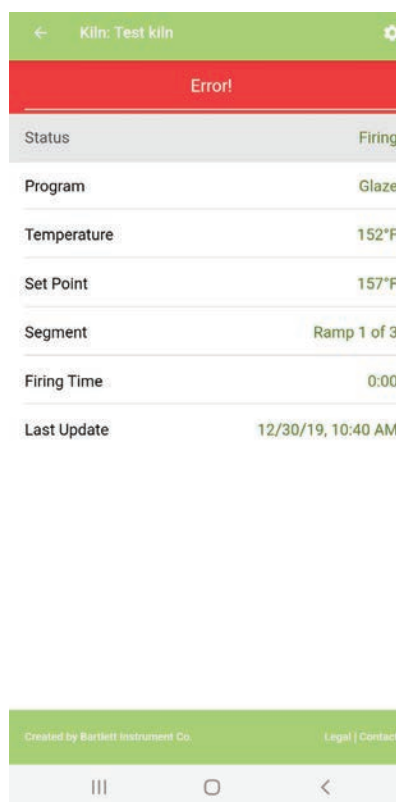 Kiln: Test kiln
Error!
Status Firing
Program Glaze
Temperature 152°F
Set Point 157°F
Segment Ramp 1 of 3
Firing Time 0:00
Last Update 12/30/19, 10:40 AM
Created by Bartlett Instrument Co. Legal | Contact